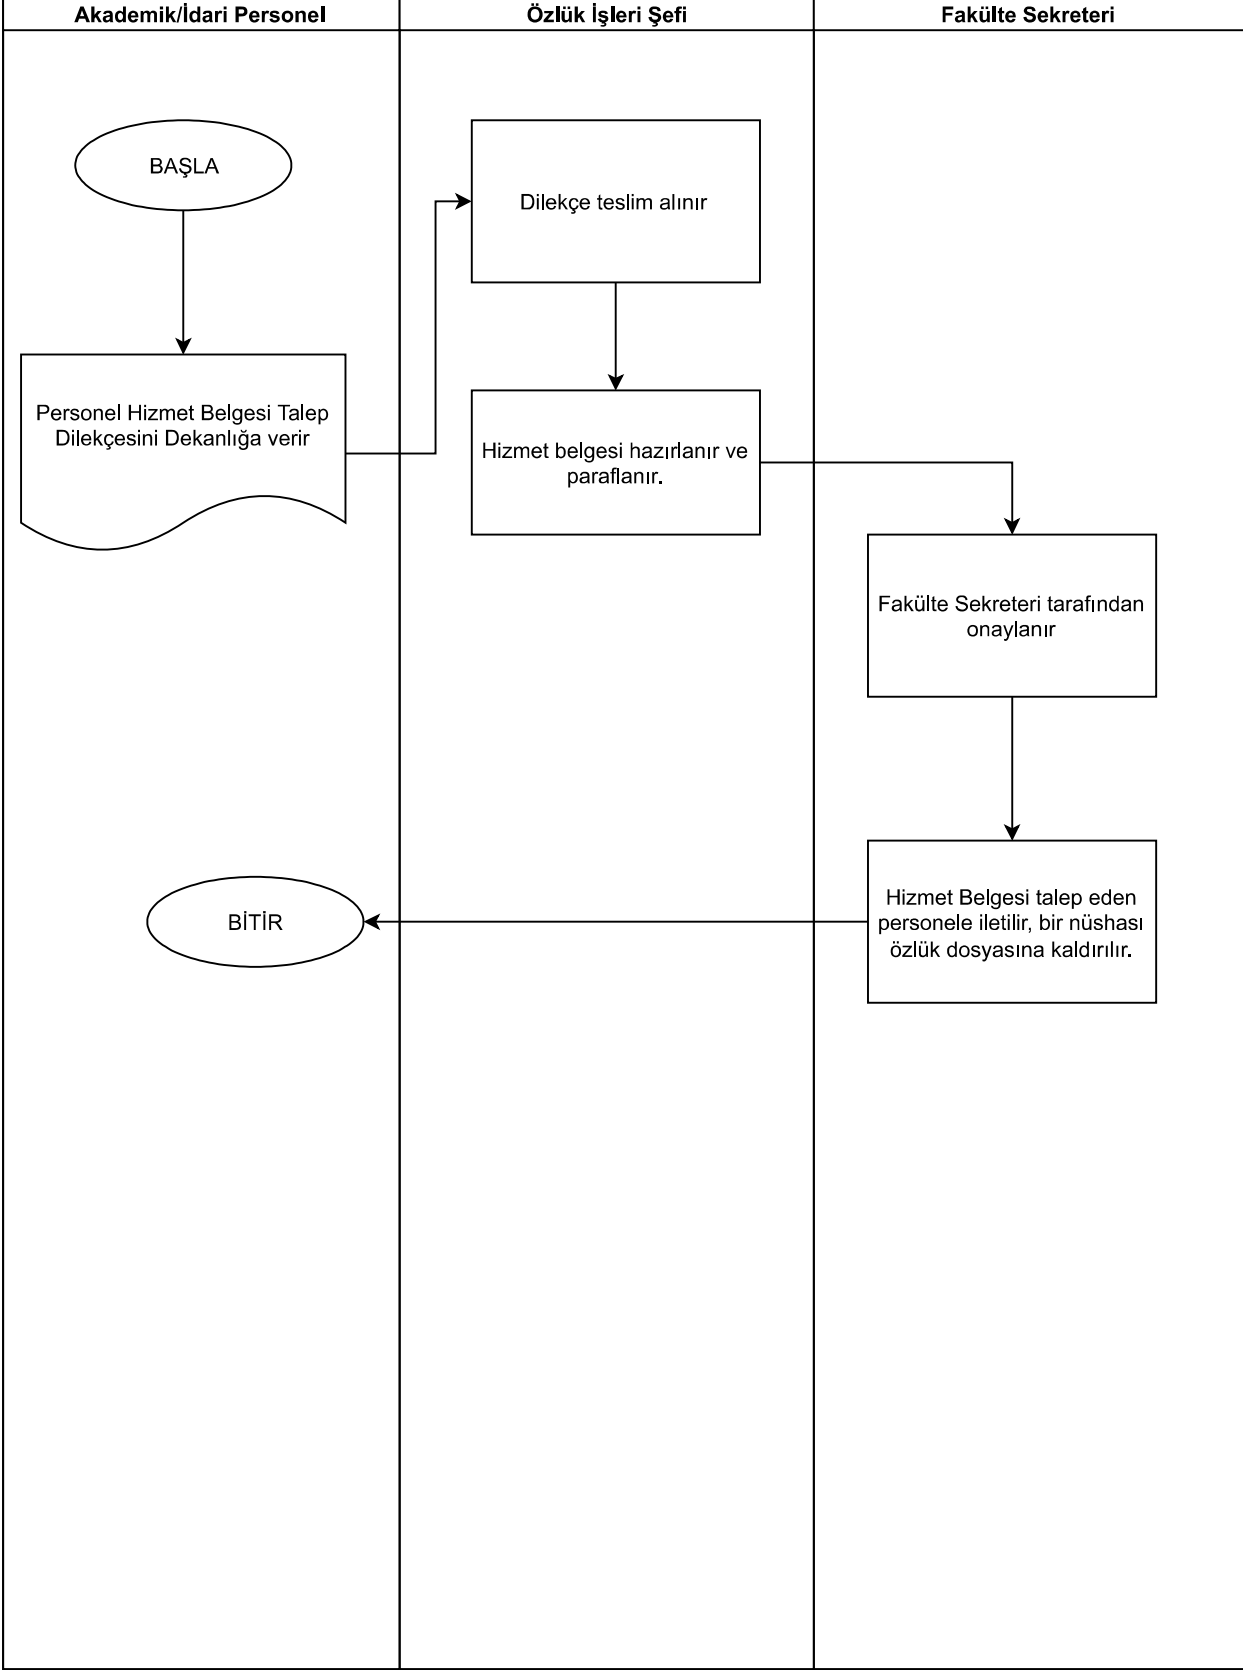 Akademik/İdari Personel
Özlük İşleri Şefi
Fakülte Sekreteri
BAŞLA
Personel Hizmet Belgesi Talep
Dilekçesini Dekanlığa verir
Dilekçe teslim alınır
Hizmet belgesi hazırlanır ve
paraflanır.
Fakülte Sekreteri tarafından
onaylanır
Hizmet Belgesi talep eden
personele iletilir, bir nüshası
özlük dosyasına kaldırılır.
BİTİR